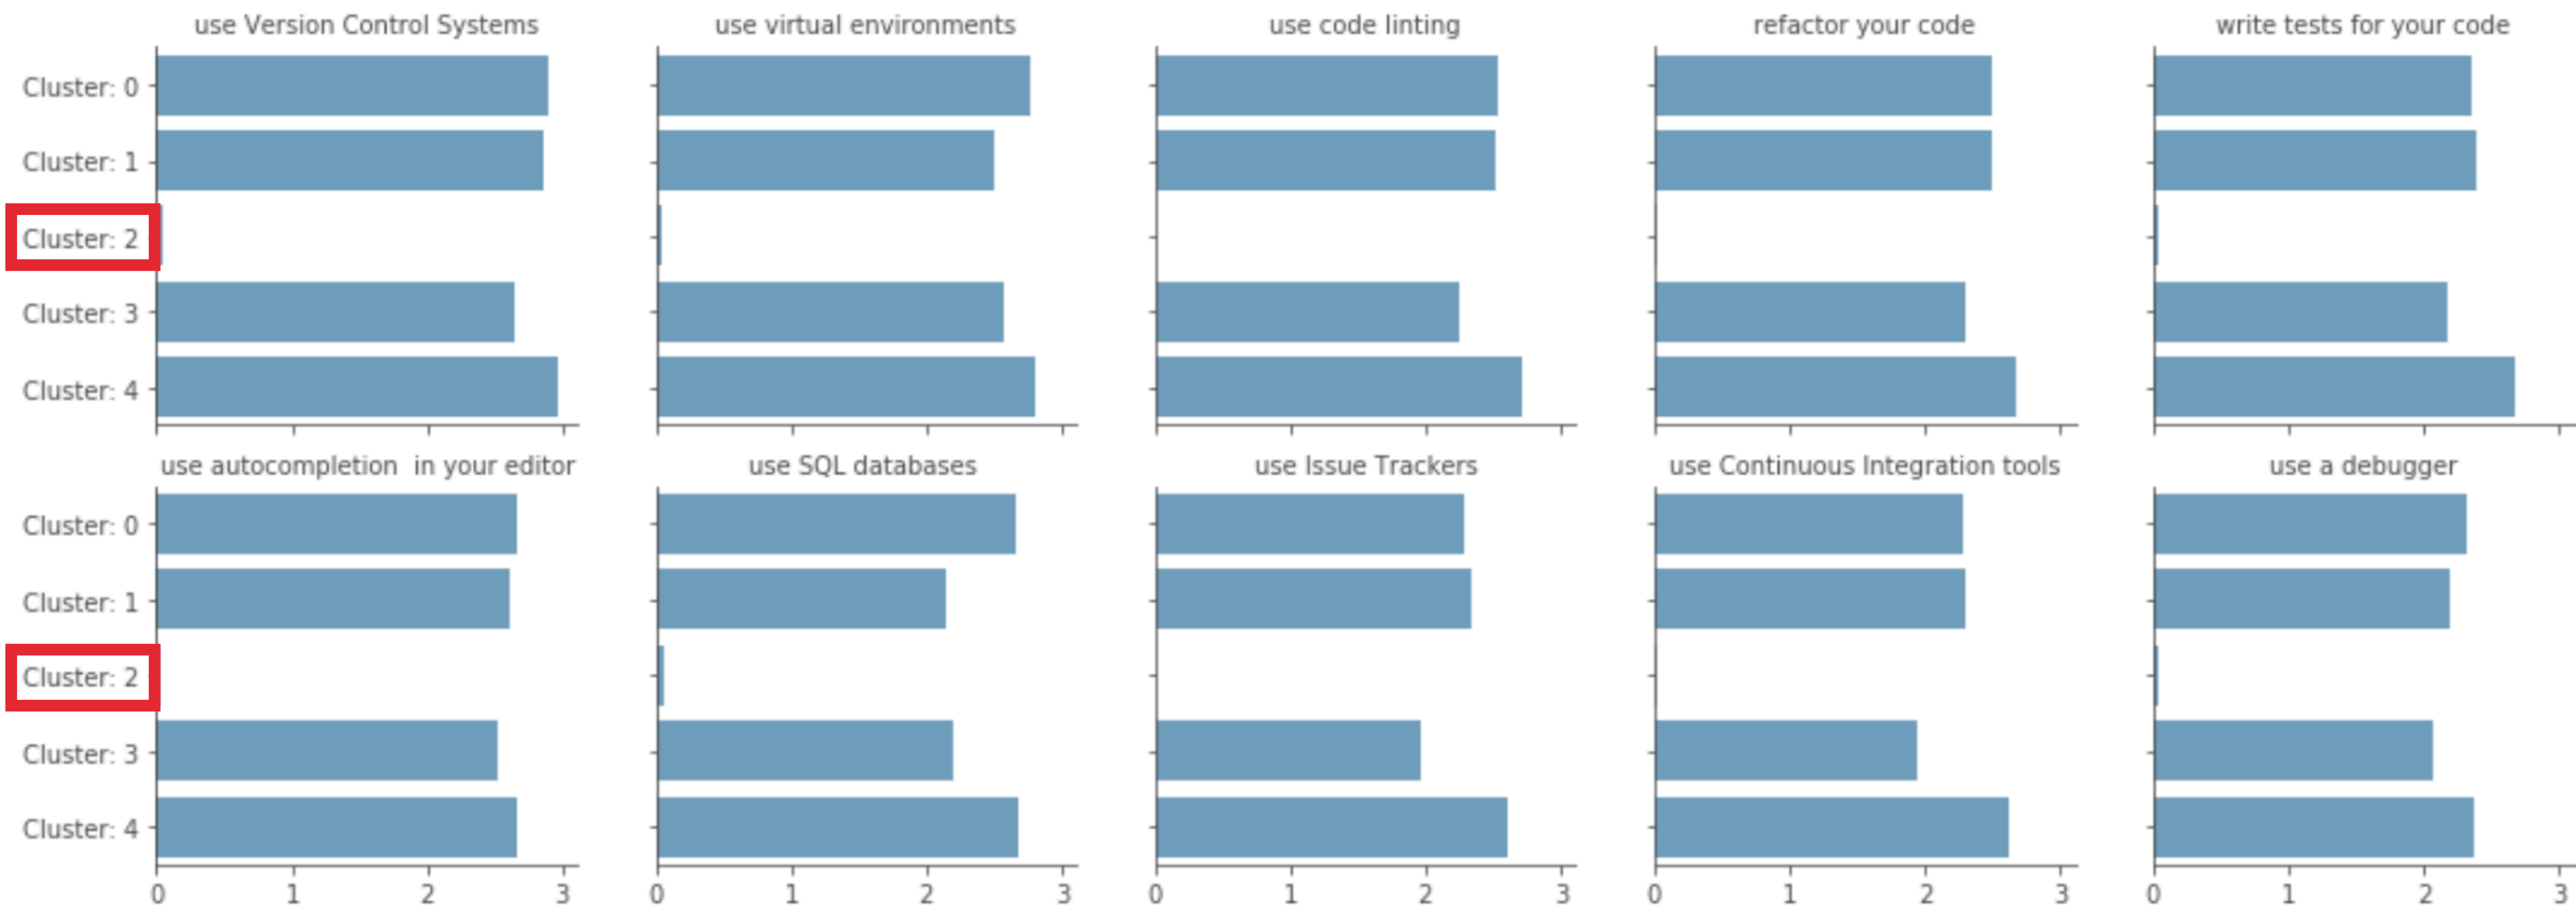 use Version Control Systems
use virtual environments
use code linting
refactor your code
write tests for your code
Cluster: 0
Cluster: 1
Cluster: 2
Cluster: 3
Cluster: 4
use autocompletion  in your editor
use SQL databases
use Issue Trackers
use Continuous Integration tools
use a debugger
Cluster: 0
Cluster: 1
Cluster: 2
Cluster: 3
Cluster: 4
0 1 2 3
0 1 2 3
0 1 2 3
0 1 2 3
0 1 2 3